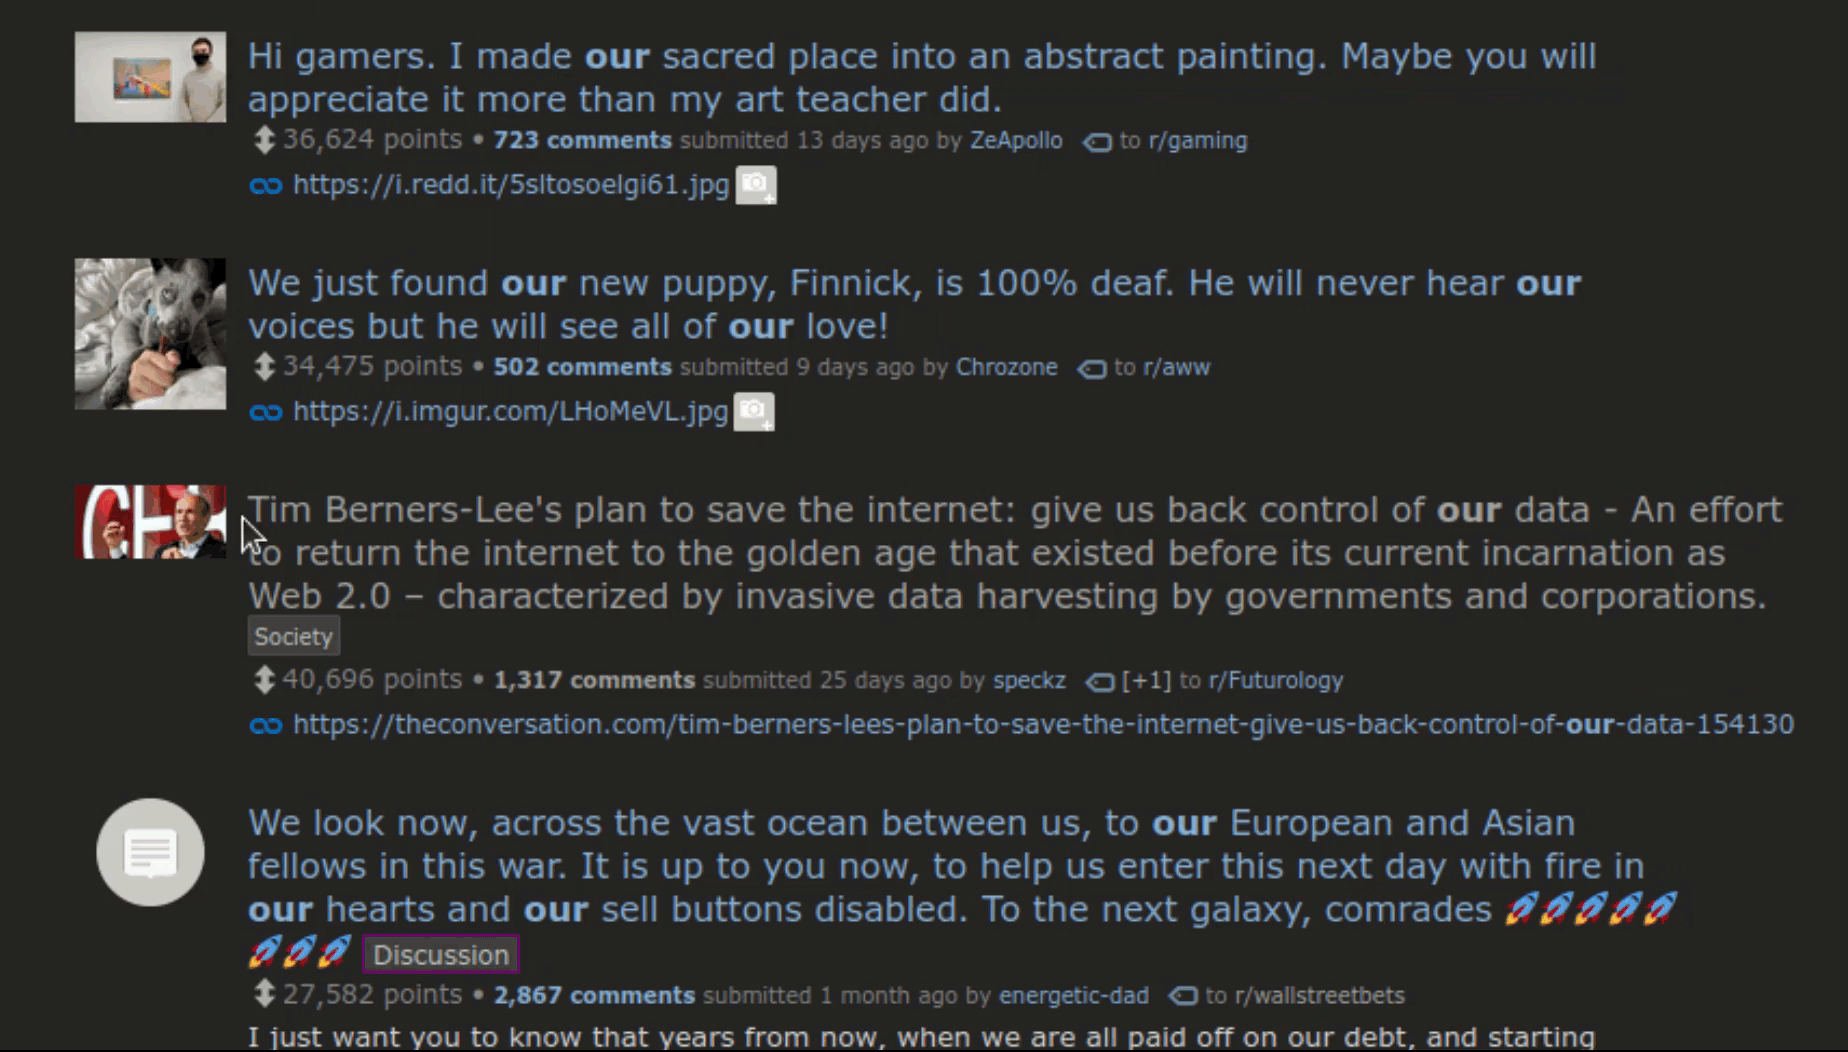 Hi gamers. I made our sacred place into an abstract painting. Maybe you will
appreciate it more than my art teacher did.
36,624 points • 723 comments submitted 13 days ago by ZeApollo to r/gaming
https://i.redd.it/5sltosoelgi61.jpg
We just found our new puppy, Finnick, is 100% deaf. He will never hear our
voices but he will see all of our love!
34,475 points • 502 comments submitted 9 days ago by Chrozone to r/aww
https://i.imgur.com/LHoMeVL.jpg
Tim Berners-Lee's plan to save the internet: give us back control of our data - An effort
to return the internet to the golden age that existed before its current incarnation as
Web 2.0 – characterized by invasive data harvesting by governments and corporations.
Society
40,696 points • 1,317 comments submitted 25 days ago by speckz [+1] to r/Futurology
https://theconversation.com/tim-berners-lees-plan-to-save-the-internet-give-us-back-control-of-our-data-154130
We look now, across the vast ocean between us, to our European and Asian
fellows in this war. It is up to you now, to help us enter this next day with fire in
our hearts and our sell buttons disabled. To the next galaxy, comrades 🚀🚀🚀🚀🚀
🚀🚀🚀 Discussion
27,582 points • 2,867 comments submitted 1 month ago by energetic-dad to r/wallstreetbets
I just want you to know that years from now, when we are all paid off on our debt, and starting